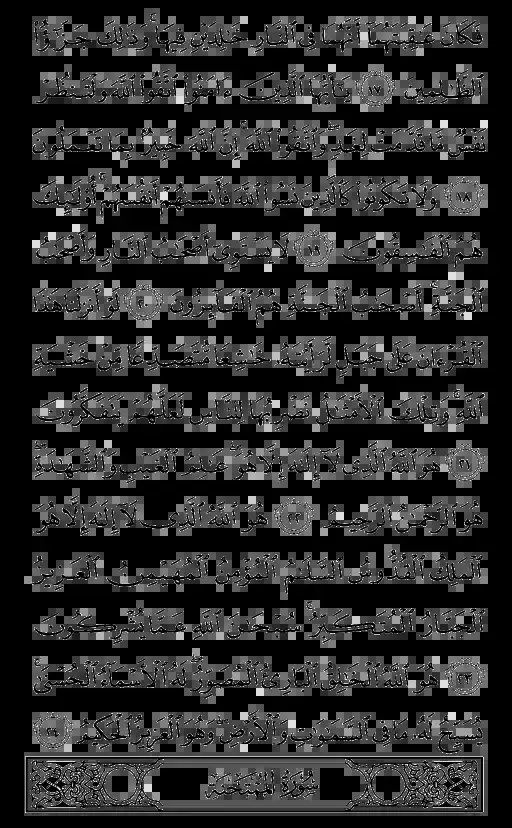 فَكَانَ عَـٰقِبَتَهُمَآ أَنَّهُمَا فِى ٱلنَّارِ خَـٰلِدَيْنِ فِيهَا ۚ وَذَٰلِكَ جَزَٰٓؤُا۟
ٱلظَّـٰلِمِينَ ١٧ يَـٰٓأَيُّهَا ٱلَّذِينَ ءَامَنُوا۟ ٱتَّقُوا۟ ٱللَّهَ وَلْتَنظُرْ
نَفْسٌ مَّا قَدَّمَتْ لِغَدٍ ۖ وَٱتَّقُوا۟ ٱللَّهَ ۚ إِنَّ ٱللَّهَ خَبِيرٌۢ بِمَا تَعْمَلُونَ
١٨ وَلَا تَكُونُوا۟ كَٱلَّذِينَ نَسُوا۟ ٱللَّهَ فَأَنسَىٰهُمْ أَنفُسَهُمْ ۚ أُو۟لَـٰٓئِكَ
هُمُ ٱلْفَـٰسِقُونَ ١٩ لَا يَسْتَوِىٓ أَصْحَـٰبُ ٱلنَّارِ وَأَصْحَـٰبُ
ٱلْجَنَّةِ ۚ أَصْحَـٰبُ ٱلْجَنَّةِ هُمُ ٱلْفَآئِزُونَ ٢٠ لَوْ أَنزَلْنَا هَـٰذَا
ٱلْقُرْءَانَ عَلَىٰ جَبَلٍ لَّرَأَيْتَهُۥ خَـٰشِعًا مُّتَصَدِّعًا مِّنْ خَشْيَةِ
ٱللَّهِ ۚ وَتِلْكَ ٱلْأَمْثَـٰلُ نَضْرِبُهَا لِلنَّاسِ لَعَلَّهُمْ يَتَفَكَّرُونَ
٢١ هُوَ ٱللَّهُ ٱلَّذِى لَآ إِلَـٰهَ إِلَّا هُوَ ۖ عَـٰلِمُ ٱلْغَيْبِ وَٱلشَّهَـٰدَةِ ۖ
هُوَ ٱلرَّحْمَـٰنُ ٱلرَّحِيمُ ٢٢ هُوَ ٱللَّهُ ٱلَّذِى لَآ إِلَـٰهَ إِلَّا هُوَ
ٱلْمَلِكُ ٱلْقُدُّوسُ ٱلسَّلَـٰمُ ٱلْمُؤْمِنُ ٱلْمُهَيْمِنُ ٱلْعَزِيزُ
ٱلْجَبَّارُ ٱلْمُتَكَبِّرُ ۚ سُبْحَـٰنَ ٱللَّهِ عَمَّا يُشْرِكُونَ
٢٣ هُوَ ٱللَّهُ ٱلْخَـٰلِقُ ٱلْبَارِئُ ٱلْمُصَوِّرُ ۖ لَهُ ٱلْأَسْمَآءُ ٱلْحُسْنَىٰ ۚ
يُسَبِّحُ لَهُۥ مَا فِى ٱلسَّمَـٰوَٰتِ وَٱلْأَرْضِ ۖ وَهُوَ ٱلْعَزِيزُ ٱلْحَكِيمُ ٢٤
سُورَةُ ٱلْمُمْتَحَنَةِ